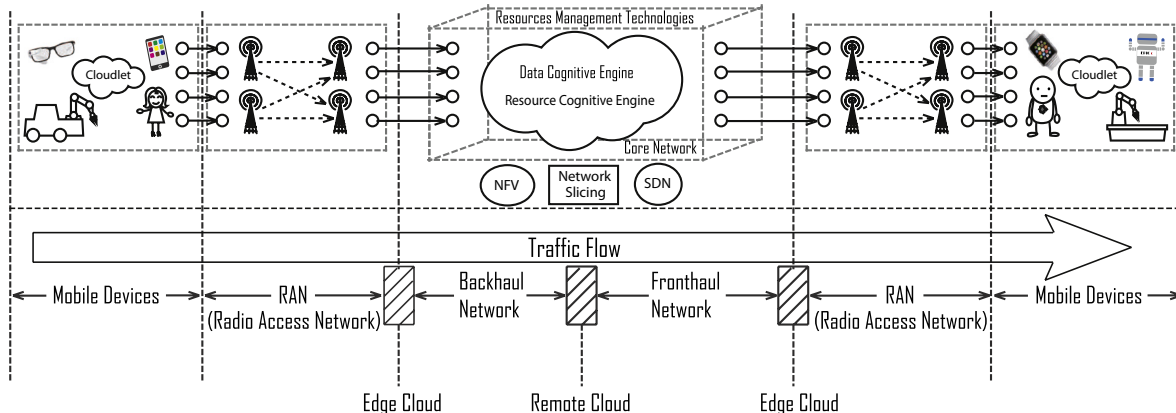 Resources Management Technologies
Cloudlet
Data Cognitive Engine
Resource Cognitive Engine
Cloudlet
Core Network
NFV
Network
Slicing
SDN
Traffic Flow
Mobile Devices
RAN
(Radio Access Network)
Backhaul
Network
Fronthaul
Network
RAN
(Radio Access Network)
Mobile Devices
Edge Cloud
Remote Cloud
Edge Cloud